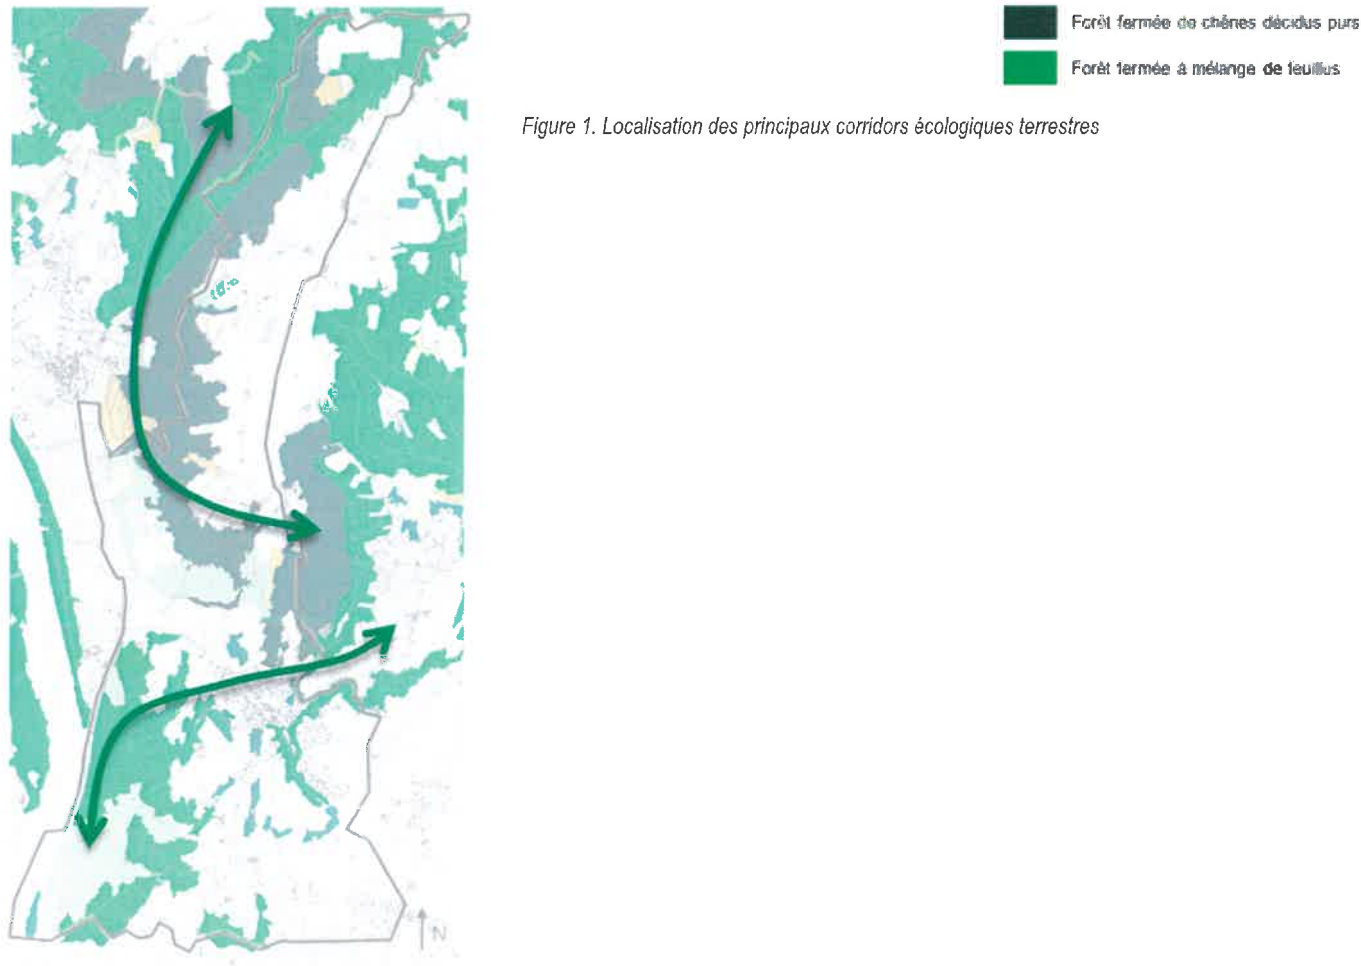 Forêt fermée de chênes décidus purs
Forêt fermée à mélange de feuillus
Figure 1. Localisation des principaux corridors écologiques terrestres
N